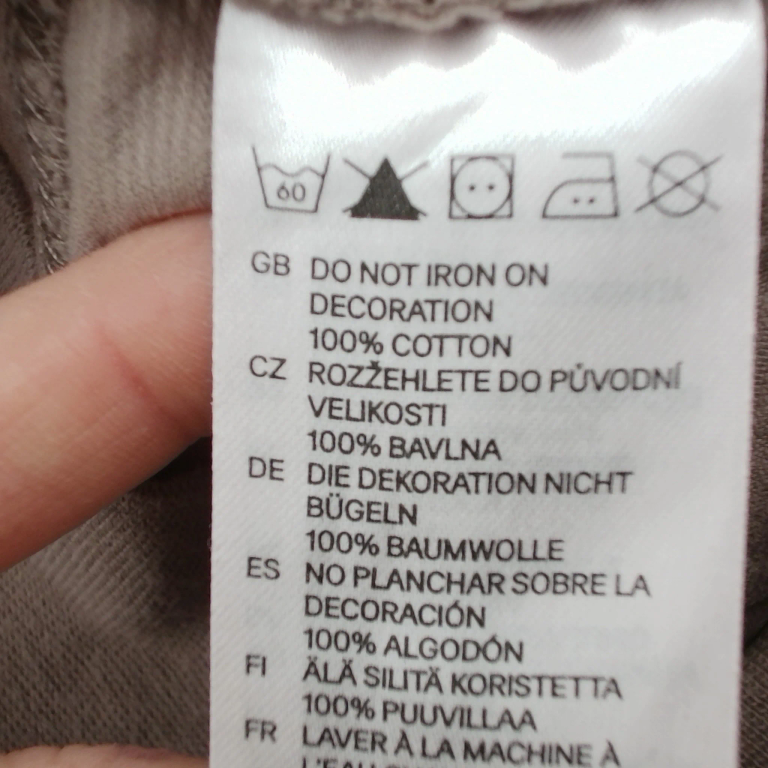 60
GB DO NOT IRON ON
DECORATION
100% COTTON
CZ ROZŽEHLETE DO PŮVODNÍ
VELIKOSTI
100% BAVLNA
DE DIE DEKORATION NICHT
BÜGELN
100% BAUMWOLLE
ES NO PLANCHAR SOBRE LA
DECORACIÓN
100% ALGODÓN
FI ÄLÄ SILITÄ KORISTETTA
100% PUUVILLAA
FR LAVER À LA MACHINE À